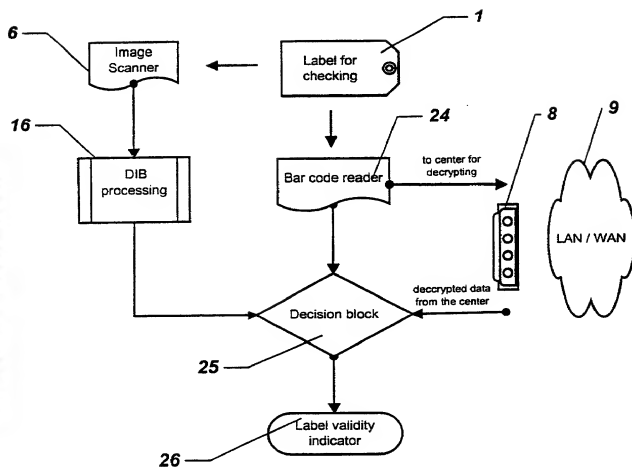 6
Image
Scanner
1
Label for
checking
16
DIB
processing
24
Bar code reader
to center for
decrypting
8
9
LAN / WAN
deccrypted data
from the center
Decision block
25
Label validity
indicator
26